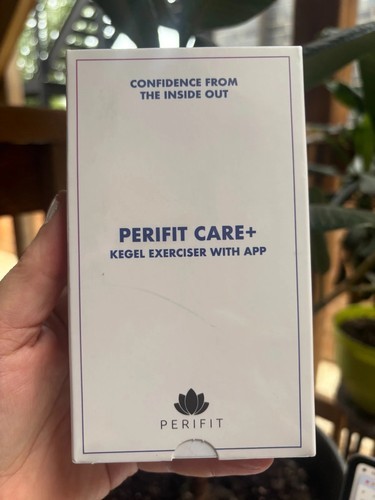 CONFIDENCE FROM
THE INSIDE OUT
PERIFIT CARE+
KEGEL EXERCISER WITH APP
PERIFIT